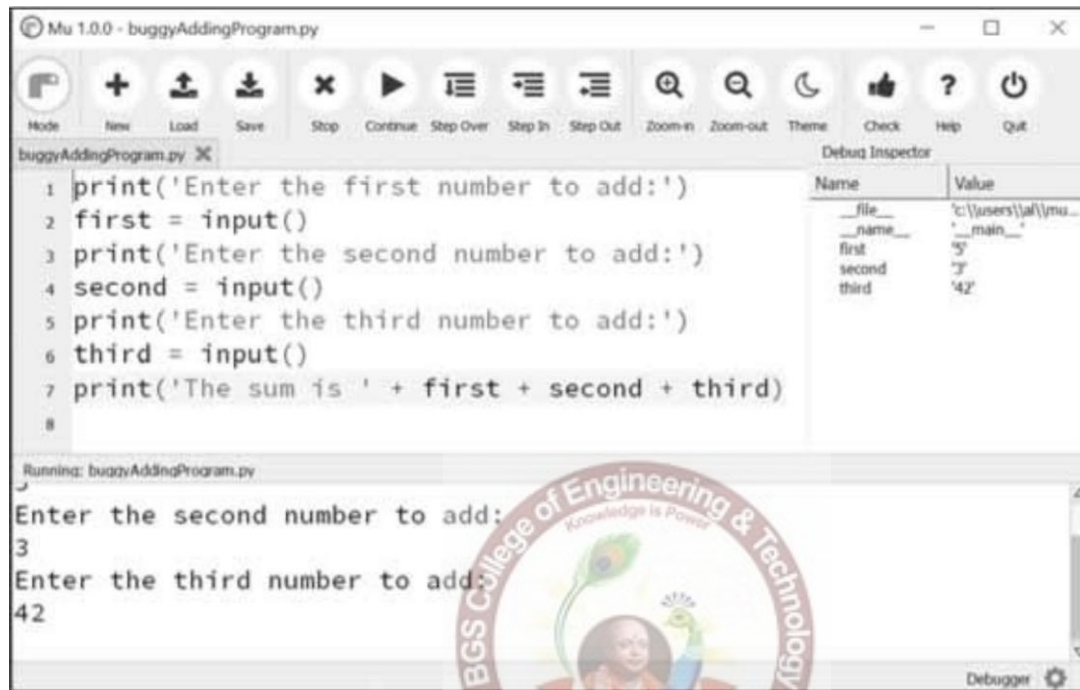 Mu 1.0.0 - buggyAddingProgram.py
Mode New Load Save Stop Continue Step Over Step In Step Out Zoom-in Zoom-out Theme Check Help Quit
buggyAddingProgram.py
Debug Inspector
1 print('Enter the first number to add:')
2 first = input()
3 print('Enter the second number to add:')
4 second = input()
5 print('Enter the third number to add:')
6 third = input()
7 print('The sum is ' + first + second + third)
8
Name Value
__file__ 'c:\\users\\al\\mu...
__name__ '__main__'
first '5'
second '3'
third '42'
Running: buggyAddingProgram.py
Enter the second number to add:
3
Enter the third number to add:
42
BGS College of Engineering & Technology
Knowledge is Power
Debugger